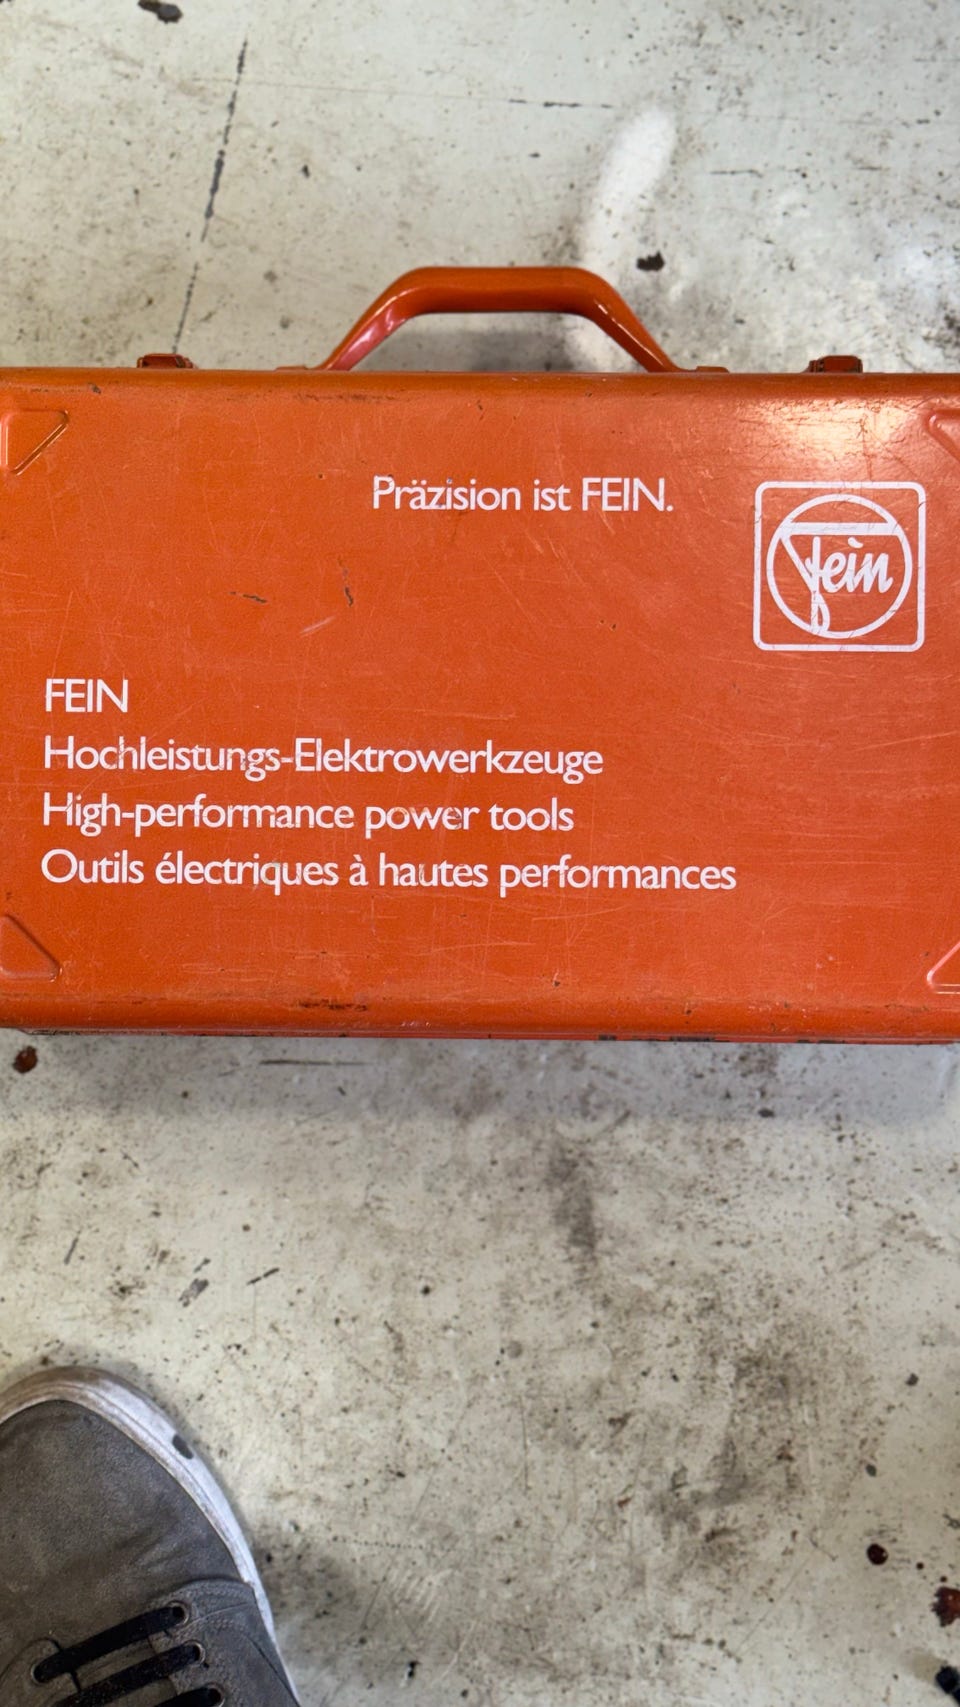 Präzision ist FEIN.
fein
FEIN
Hochleistungs-Elektrowerkzeuge
High-performance power tools
Outils électriques à hautes performances